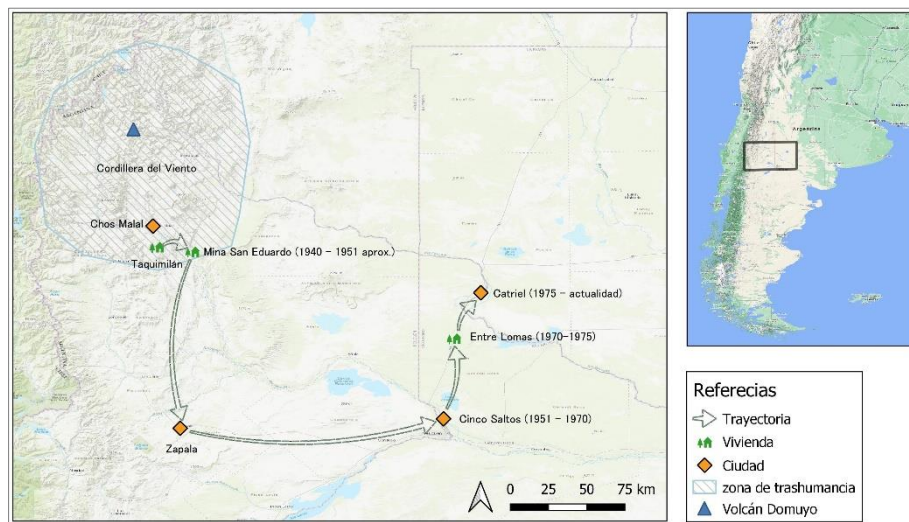 Cordillera del Viento
Chos Malal
Taquimilán
Mina San Eduardo (1940 - 1951 aprox.)
Catriel (1975 - actualidad)
Entre Lomas (1970-1975)
Cinco Saltos (1951 - 1970)
Zapala
0 25 50 75 km
Argentina
Referecias
Trayectoria
Vivienda
Ciudad
zona de trashumancia
Volcán Domuyo